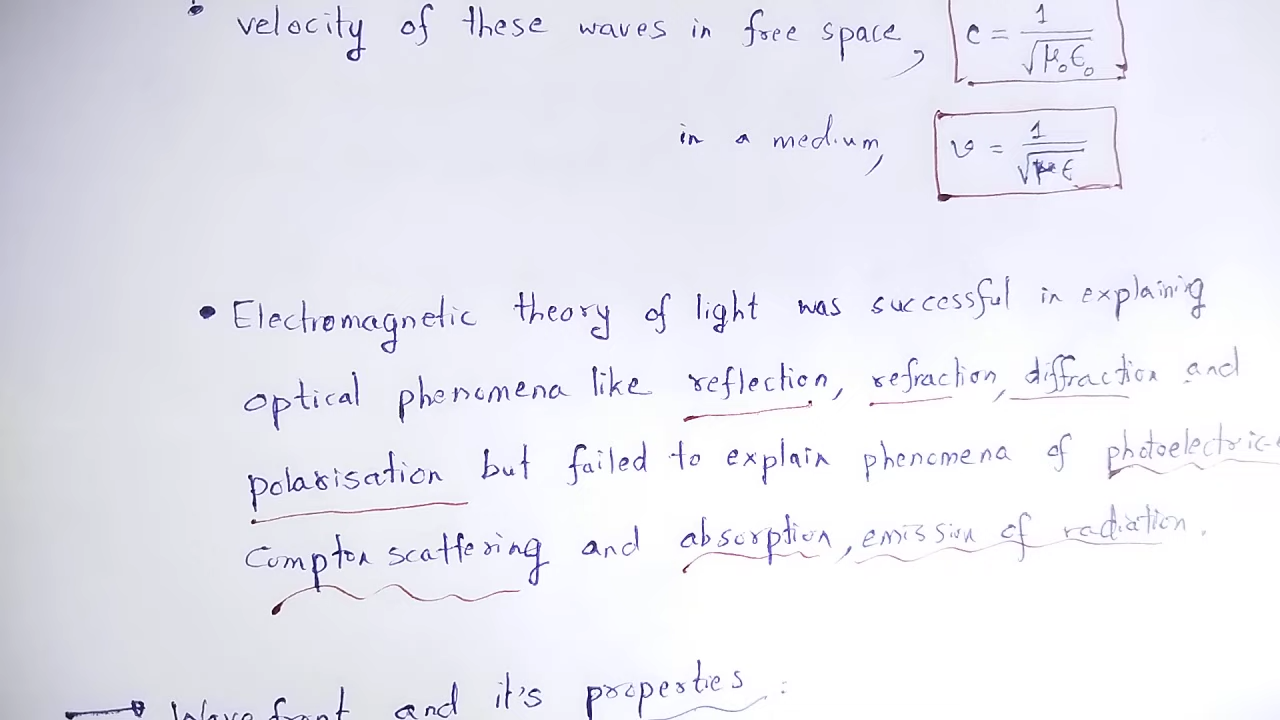 • velocity of these waves in free space, c = 1/√μ₀ε₀
in a medium, v = 1/√με
• Electromagnetic theory of light was successful in explaining
optical phenomena like reflection, refraction, diffraction and
polarisation but failed to explain phenomena of photoelectric
Compton scattering and absorption, emission of radiation.
→ Wave front and it's properties :